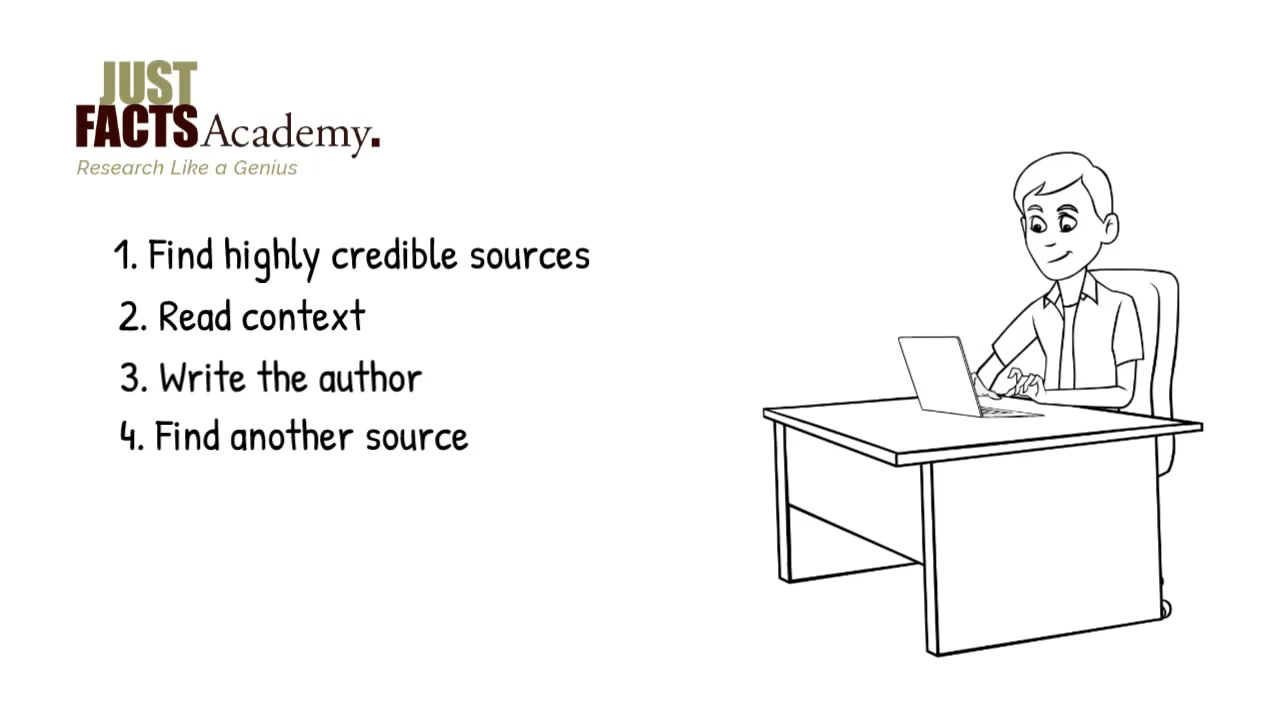 JUST
FACTS Academy.
Research Like a Genius
1. Find highly credible sources
2. Read context
3. Write the author
4. Find another source